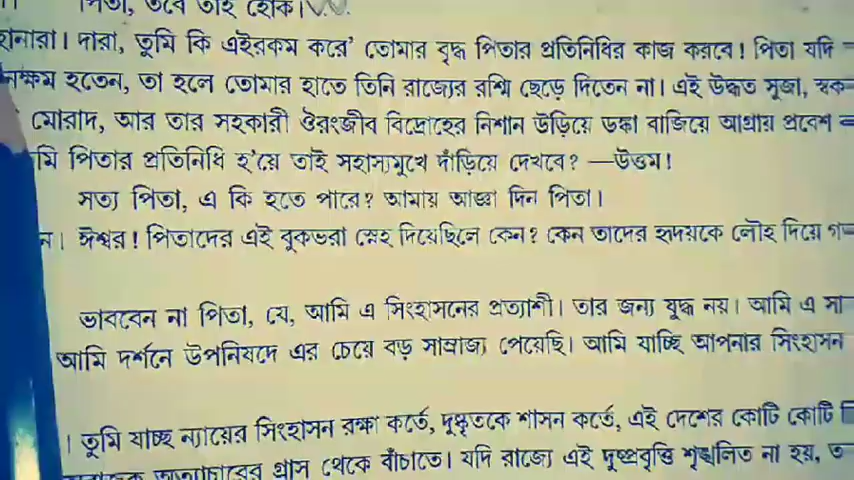 পিতা, তবে তাই হোক।
হানারা। দারা, তুমি কি এইরকম করে' তোমার বৃদ্ধ পিতার প্রতিনিধির কাজ করবে! পিতা যদি
হতেন, তা হলে তোমার হাতে তিনি রাজ্যের রশ্মি ছেড়ে দিতেন না। এই উদ্ধত সুজা, স্বক
মোরাদ, আর তার সহকারী ঔরংজীব বিদ্রোহের নিশান উড়িয়ে ডঙ্কা বাজিয়ে আগ্রায় প্রবেশ
মি পিতার প্রতিনিধি হ'য়ে তাই সহাস্যমুখে দাঁড়িয়ে দেখবে? —উত্তম!
সত্য পিতা, এ কি হতে পারে? আমায় আজ্ঞা দিন পিতা।
ন। ঈশ্বর! পিতাদের এই বুকভরা স্নেহ দিয়েছিলে কেন? কেন তাদের হৃদয়কে লৌহ দিয়ে গ
ভাববেন না পিতা, যে, আমি এ সিংহাসনের প্রত্যাশী। তার জন্য যুদ্ধ নয়। আমি এ সা
আমি দর্শনে উপনিষদে এর চেয়ে বড় সাম্রাজ্য পেয়েছি। আমি যাচ্ছি আপনার সিংহাসন
। তুমি যাচ্ছ ন্যায়ের সিংহাসন রক্ষা কর্তে, দুষ্কৃতকে শাসন কর্তে, এই দেশের কোটি কোটি
অত্যাচারের গ্রাস থেকে বাঁচাতে। যদি রাজ্যে এই দুষ্প্রবৃত্তি শৃঙ্খলিত না হয়, ত